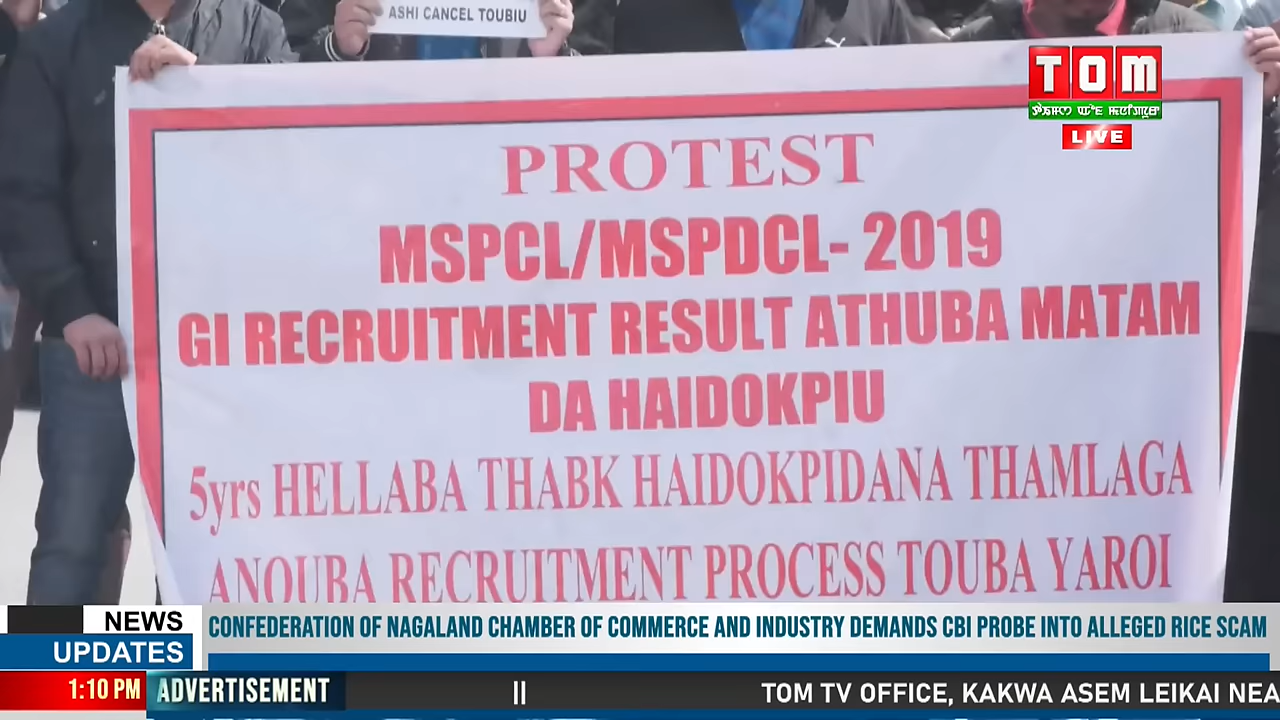 ASHI CANCEL TOUBIU
TOM
LIVE
PROTEST
MSPCL/MSPDCL- 2019
GI RECRUITMENT RESULT ATHUBA MATAM
DA HAIDOKPIU
5yrs HELLABA THABK HAIDOKPIDANA THAMLAGA
ANOUBA RECRUITMENT PROCESS TOUBA YAROI
NEWS
UPDATES
CONFEDERATION OF NAGALAND CHAMBER OF COMMERCE AND INDUSTRY DEMANDS CBI PROBE INTO ALLEGED RICE SCAM
1:10 PM
ADVERTISEMENT
|| TOM TV OFFICE, KAKWA ASEM LEIKAI NEA